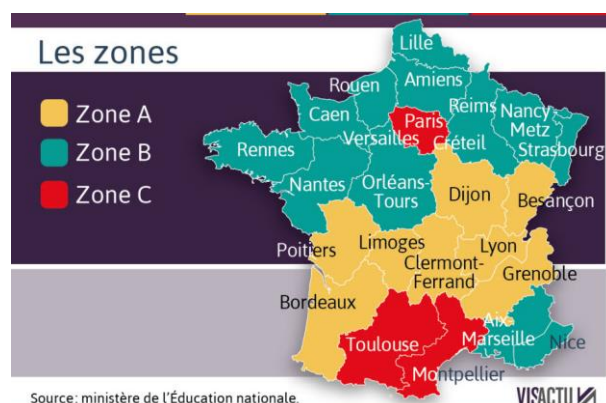 Les zones
Zone A
Zone B
Zone C
Lille
Rouen
Amiens
Caen
Reims
Nancy
Metz
Paris
Versailles
Créteil
Strasbourg
Rennes
Nantes
Orléans-
Tours
Dijon
Besançon
Poitiers
Limoges
Lyon
Clermont-
Ferrand
Grenoble
Bordeaux
Toulouse
Aix-
Marseille
Nice
Montpellier
Source: ministère de l'Éducation nationale.
VISACTU